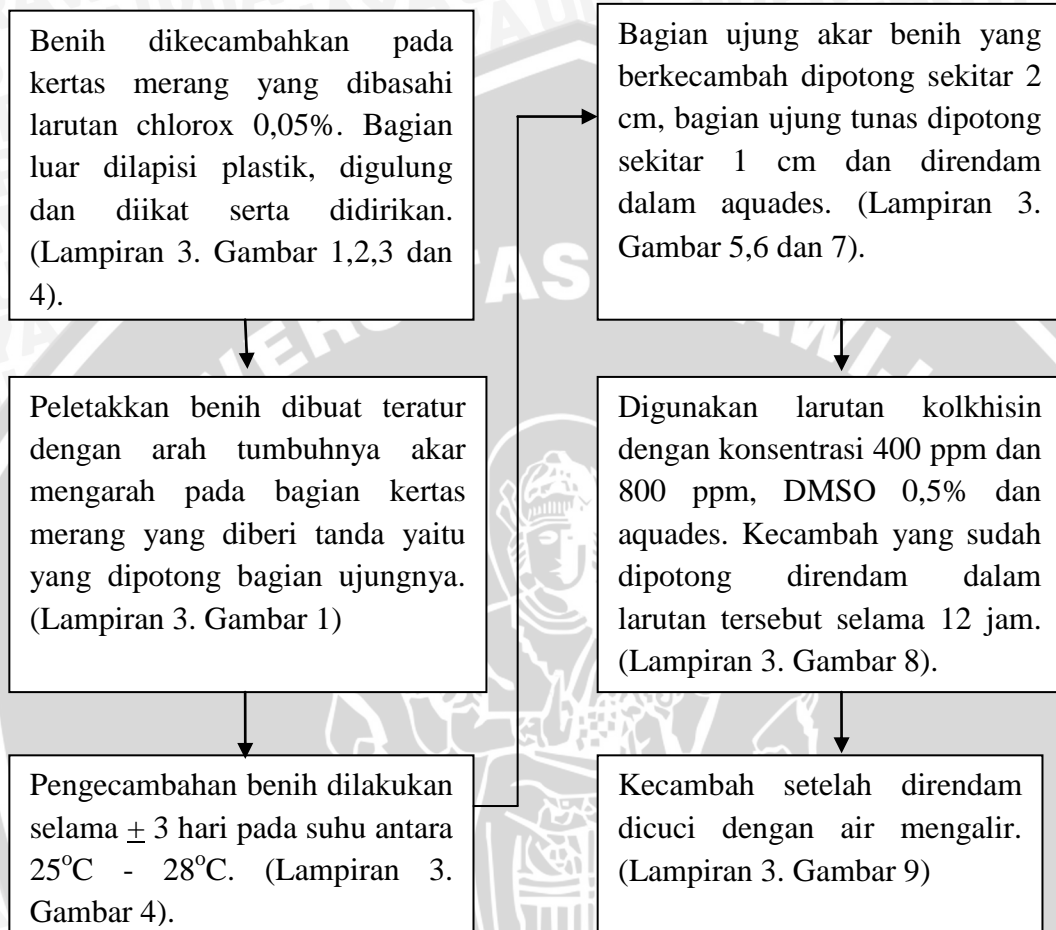 Benih dikecambahkan pada
kertas merang yang dibasahi
larutan chlorox 0,05%. Bagian
luar dilapisi plastik, digulung
dan diikat serta didirikan.
(Lampiran 3. Gambar 1,2,3 dan
4).
Peletakkan benih dibuat teratur
dengan arah tumbuhnya akar
mengarah pada bagian kertas
merang yang diberi tanda yaitu
yang dipotong bagian ujungnya.
(Lampiran 3. Gambar 1)
Pengecambahan benih dilakukan
selama + 3 hari pada suhu antara
25°C - 28°C. (Lampiran 3.
Gambar 4).
Bagian ujung akar benih yang
berkecambah dipotong sekitar 2
cm, bagian ujung tunas dipotong
sekitar 1 cm dan direndam
dalam aquades. (Lampiran 3.
Gambar 5,6 dan 7).
Digunakan larutan kolkhisin
dengan konsentrasi 400 ppm dan
800 ppm, DMSO 0,5% dan
aquades. Kecambah yang sudah
dipotong direndam dalam
larutan tersebut selama 12 jam.
(Lampiran 3. Gambar 8).
Kecambah setelah direndam
dicuci dengan air mengalir.
(Lampiran 3. Gambar 9)